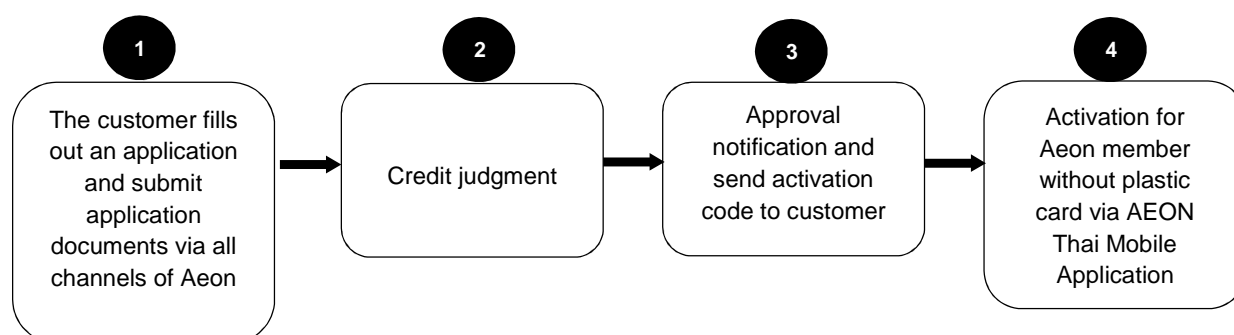 1
The customer fills
out an application
and submit
application
documents via all
channels of Aeon
2
Credit judgment
3
Approval
notification and
send activation
code to customer
4
Activation for
Aeon member
without plastic
card via AEON
Thai Mobile
Application